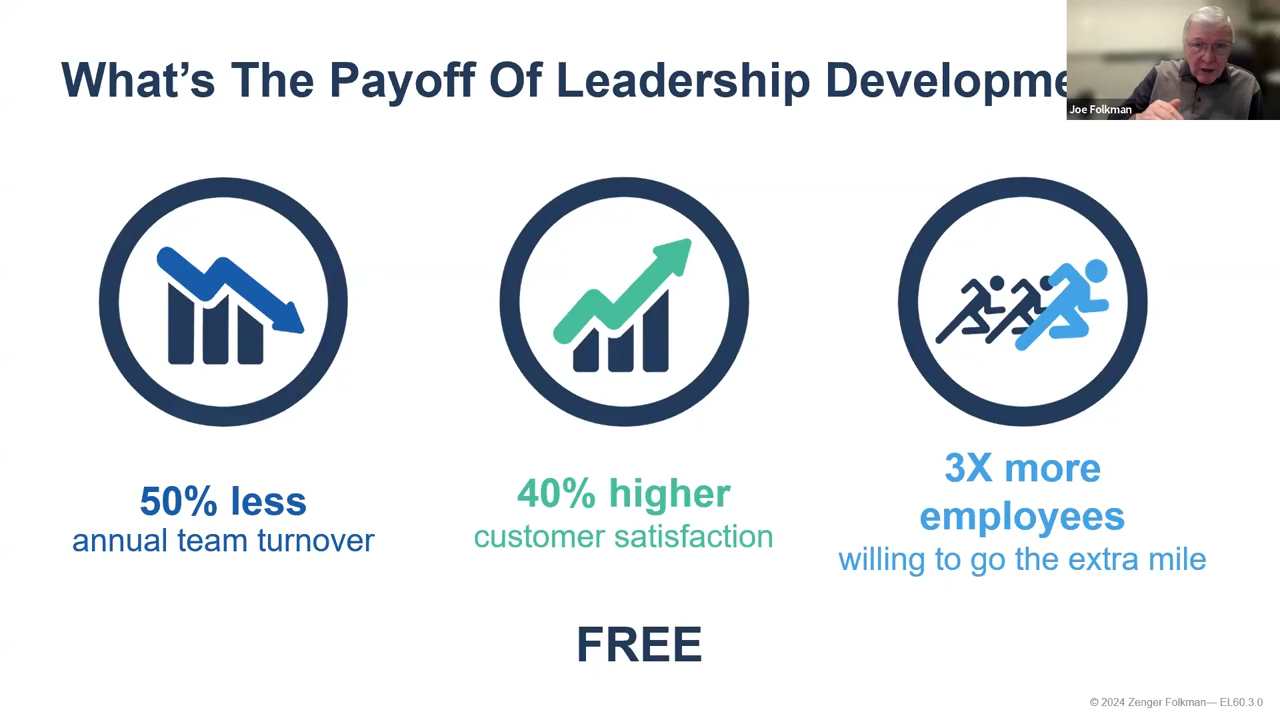 What's The Payoff Of Leadership Developme
Joe Folkman
50% less
annual team turnover
40% higher
customer satisfaction
3X more
employees
willing to go the extra mile
FREE
© 2024 Zenger Folkman— EL60.3.0